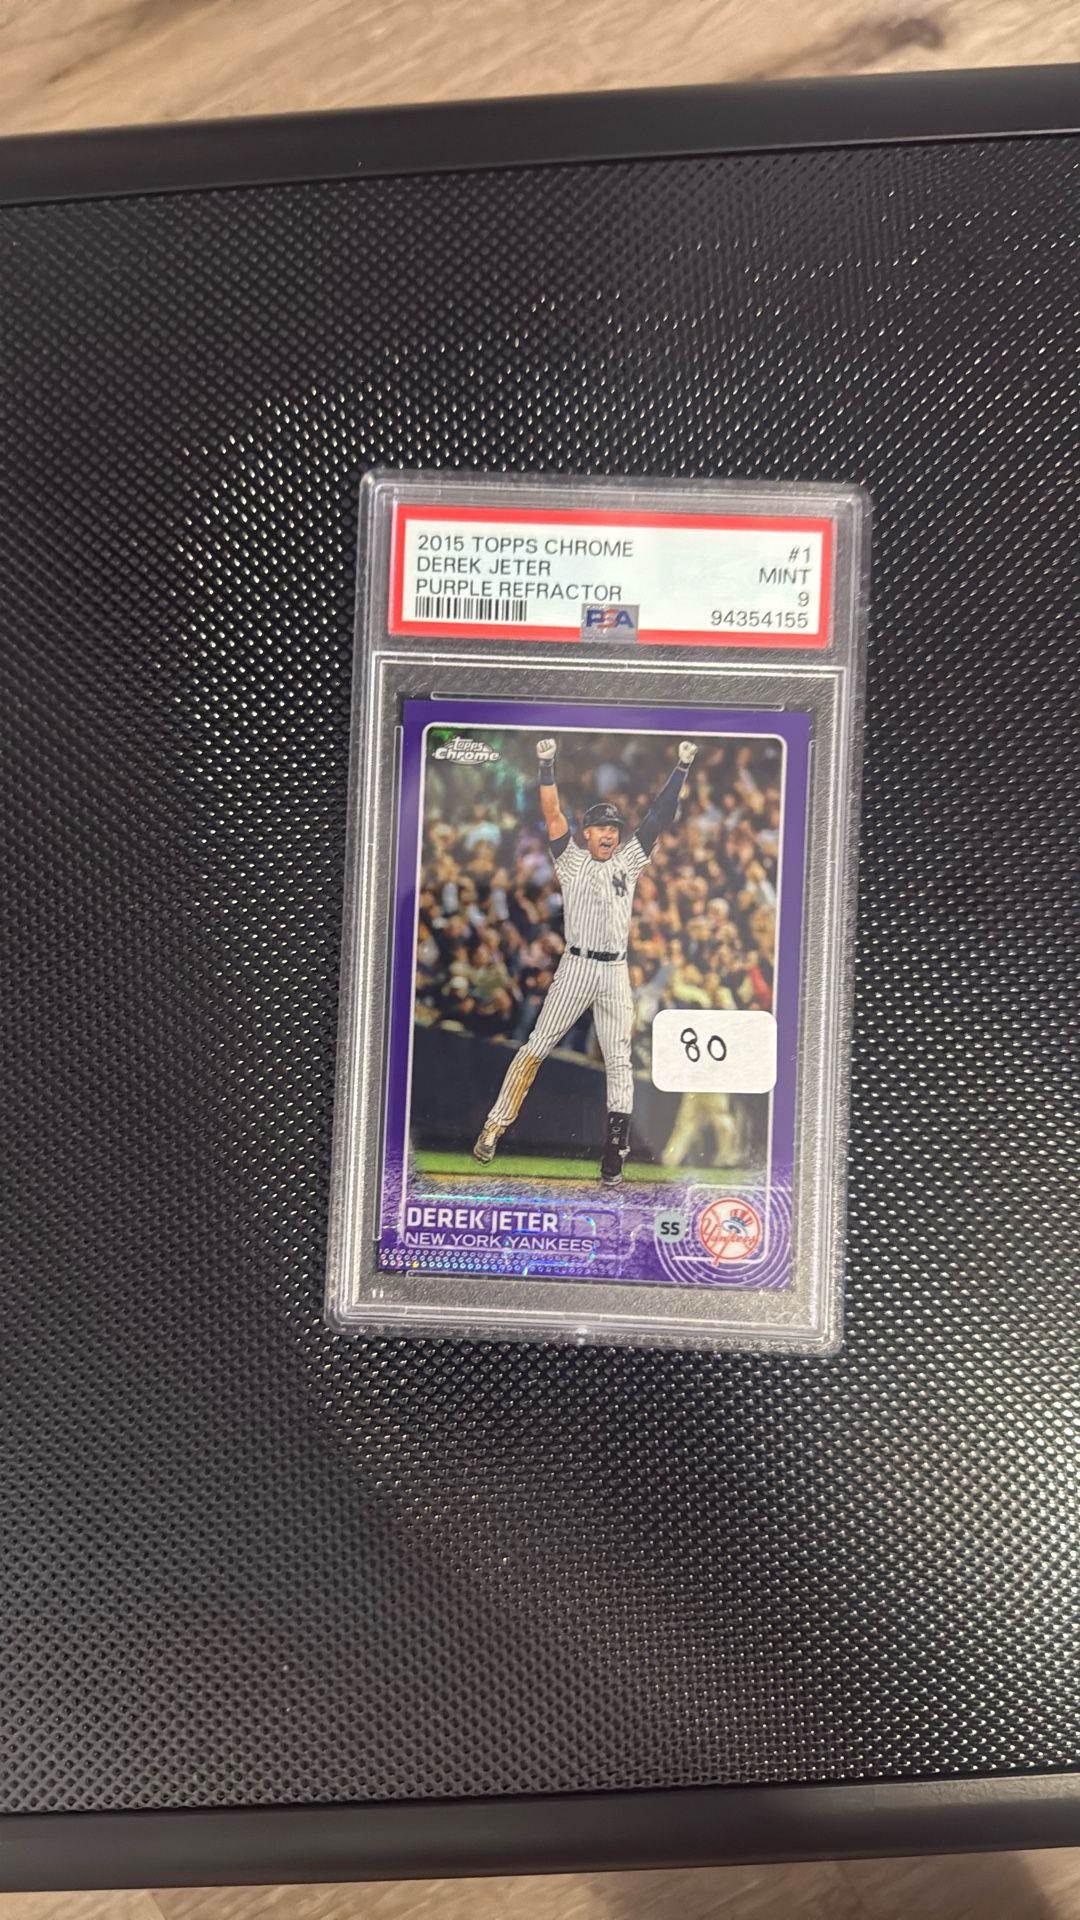 2015 TOPPS CHROME #1
DEREK JETER MINT
PURPLE REFRACTOR 9
PSA 94354155
Topps
Chrome
NY
80
DEREK JETER
NEW YORK YANKEES
SS
Yankees